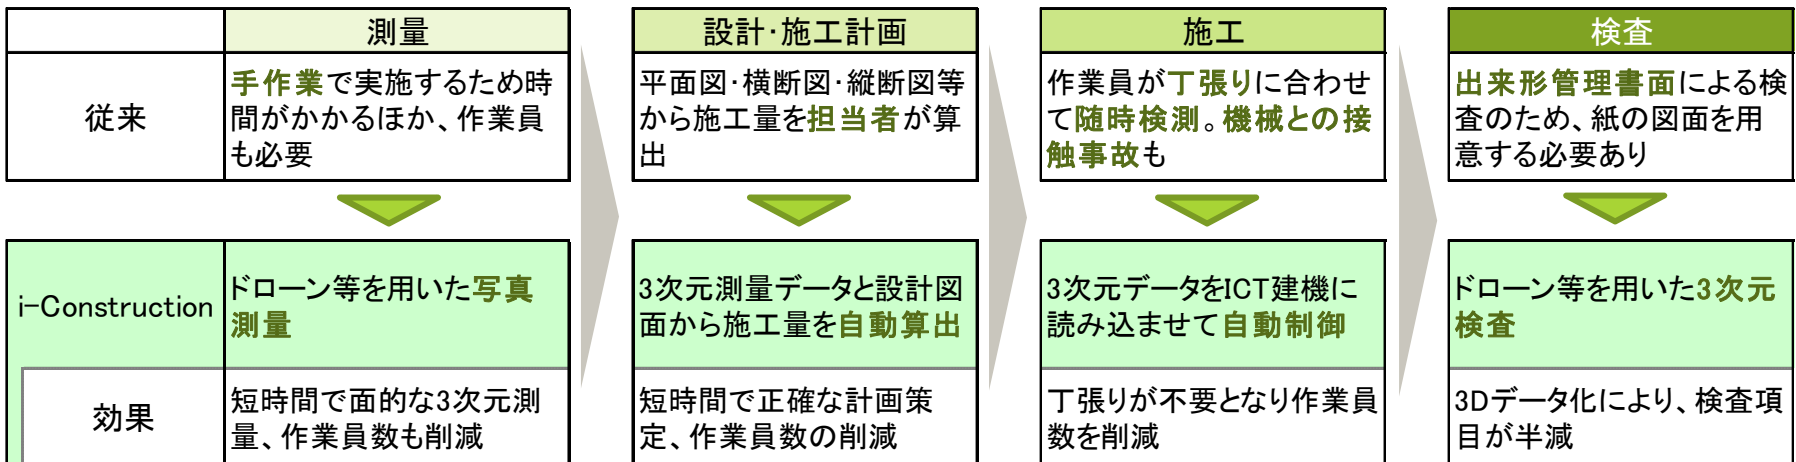 測量
設計・施工計画
施工
検査
従来
手作業で実施するため時
間がかかるほか、作業員
も必要
平面図・横断図・縦断図等
から施工量を担当者が算
出
作業員が丁張りに合わせ
て随時検測。機械との接
触事故も
出来形管理書面による検
査のため、紙の図面を用
意する必要あり
i-Construction
ドローン等を用いた写真
測量
3次元測量データと設計図
面から施工量を自動算出
3次元データをICT建機に
読み込ませて自動制御
ドローン等を用いた3次元
検査
効果
短時間で面的な3次元測
量、作業員数も削減
短時間で正確な計画策
定、作業員数の削減
丁張りが不要となり作業員
数を削減
3Dデータ化により、検査項
目が半減